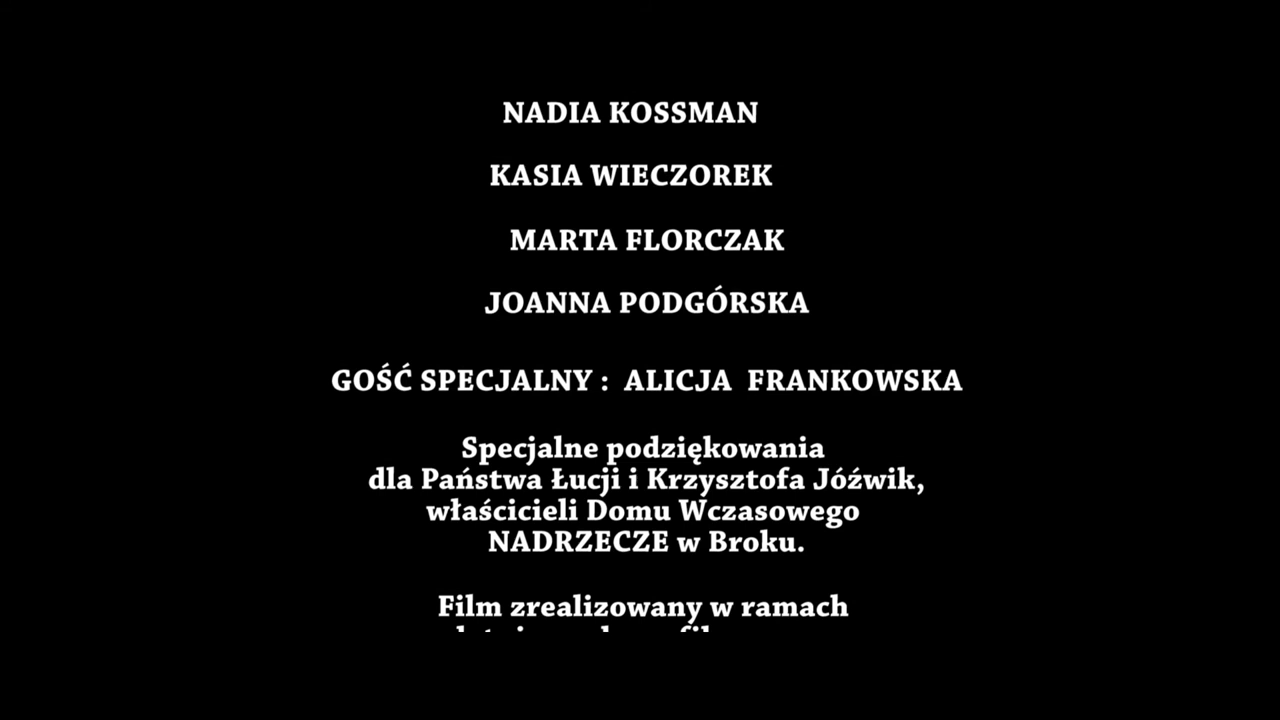 NADIA KOSSMAN
KASIA WIECZOREK
MARTA FLORCZAK
JOANNA PODGÓRSKA
GOŚĆ SPECJALNY : ALICJA FRANKOWSKA
Specjalne podziękowania
dla Państwa Łucji i Krzysztofa Jóźwik,
właścicieli Domu Wczasowego
NADRZECZE w Broku.
Film zrealizowany w ramach